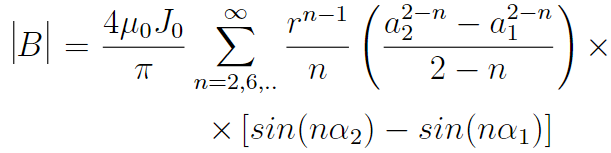 |B| = \frac{4\mu_0 J_0}{\pi} \sum_{n=2,6,..}^{\infty} \frac{r^{n-1}}{n} \left( \frac{a_2^{2-n} - a_1^{2-n}}{2-n} \right) \times
\times [sin(n\alpha_2) - sin(n\alpha_1)]